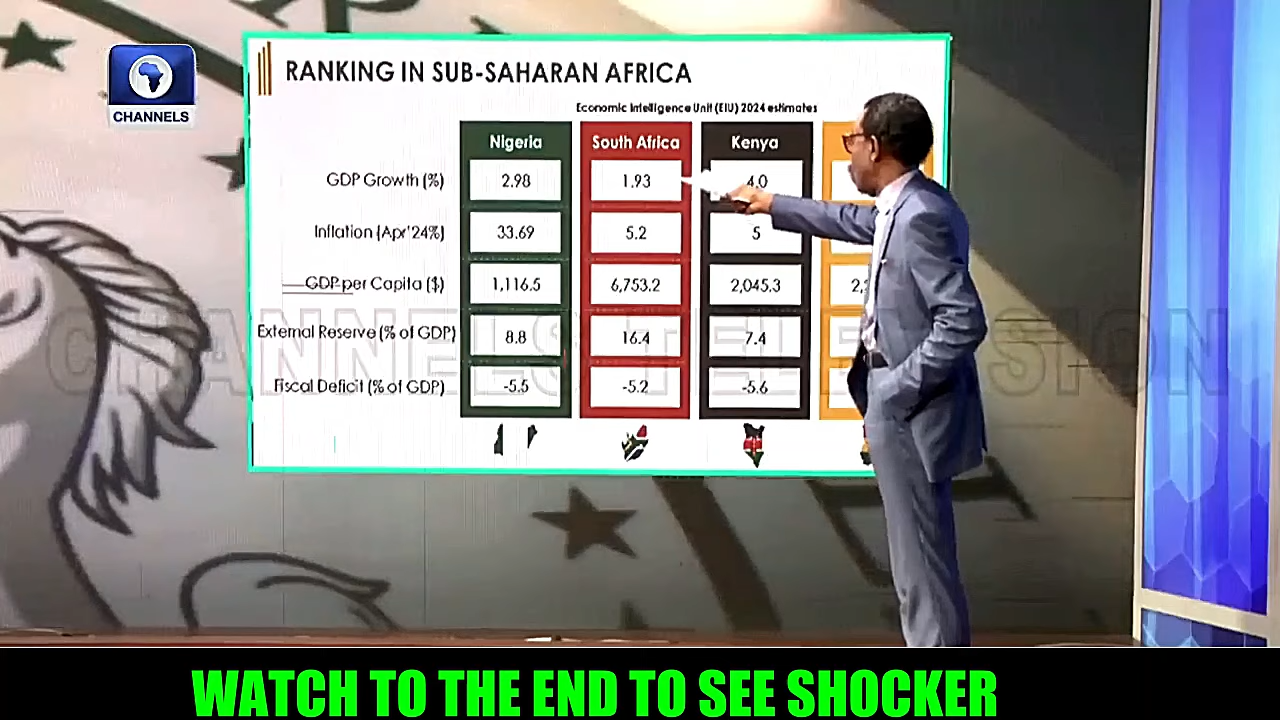 CHANNELS
RANKING IN SUB-SAHARAN AFRICA
Economic Intelligence Unit (EIU) 2024 estimates
Nigeria South Africa Kenya
GDP Growth (%) 2.98 1.93 4.0
Inflation (Apr'24%) 33.69 5.2 5
GDP per Capita ($) 1,116.5 6,753.2 2,045.3
External Reserve (% of GDP) 8.8 16.4 7.4
CHANNELS TELEVISION
Fiscal Deficit (% of GDP) -5.5 -5.2 -5.6
WATCH TO THE END TO SEE SHOCKER